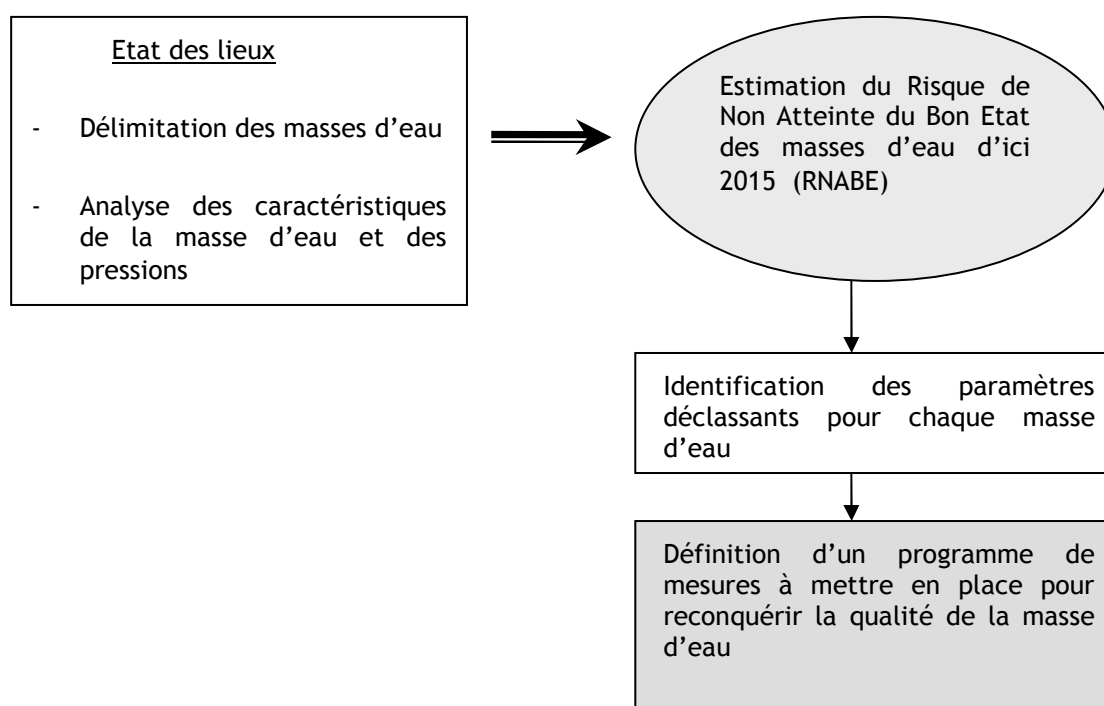 Etat des lieux
- Délimitation des masses d’eau
- Analyse des caractéristiques
de la masse d’eau et des
pressions
Estimation du Risque de
Non Atteinte du Bon Etat
des masses d’eau d’ici
2015 (RNABE)
Identification des paramètres
déclassants pour chaque masse
d’eau
Définition d’un programme de
mesures à mettre en place pour
reconquérir la qualité de la masse
d’eau